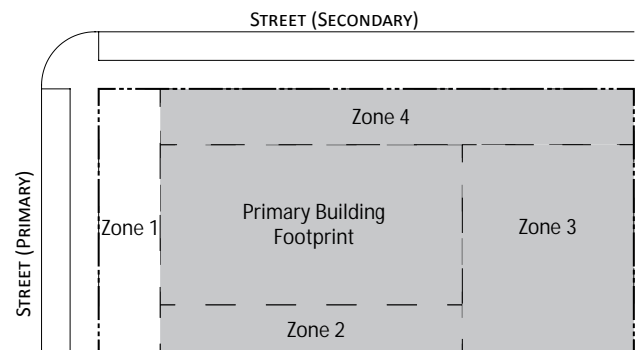 STREET (SECONDARY)
Zone 4
STREET (PRIMARY)
Zone 1
Primary Building
Footprint
Zone 3
Zone 2